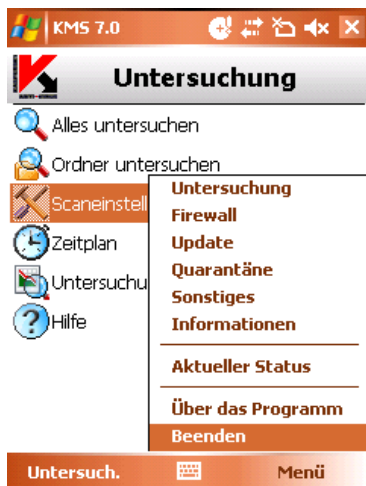 KMS 7.0
Untersuchung
Alles untersuchen
Ordner untersuchen
Scaneinstell
Zeitplan
Untersuchu
Hilfe
Untersuchung
Firewall
Update
Quarantäne
Sonstiges
Informationen
Aktueller Status
Über das Programm
Beenden
Untersuch.
Menü